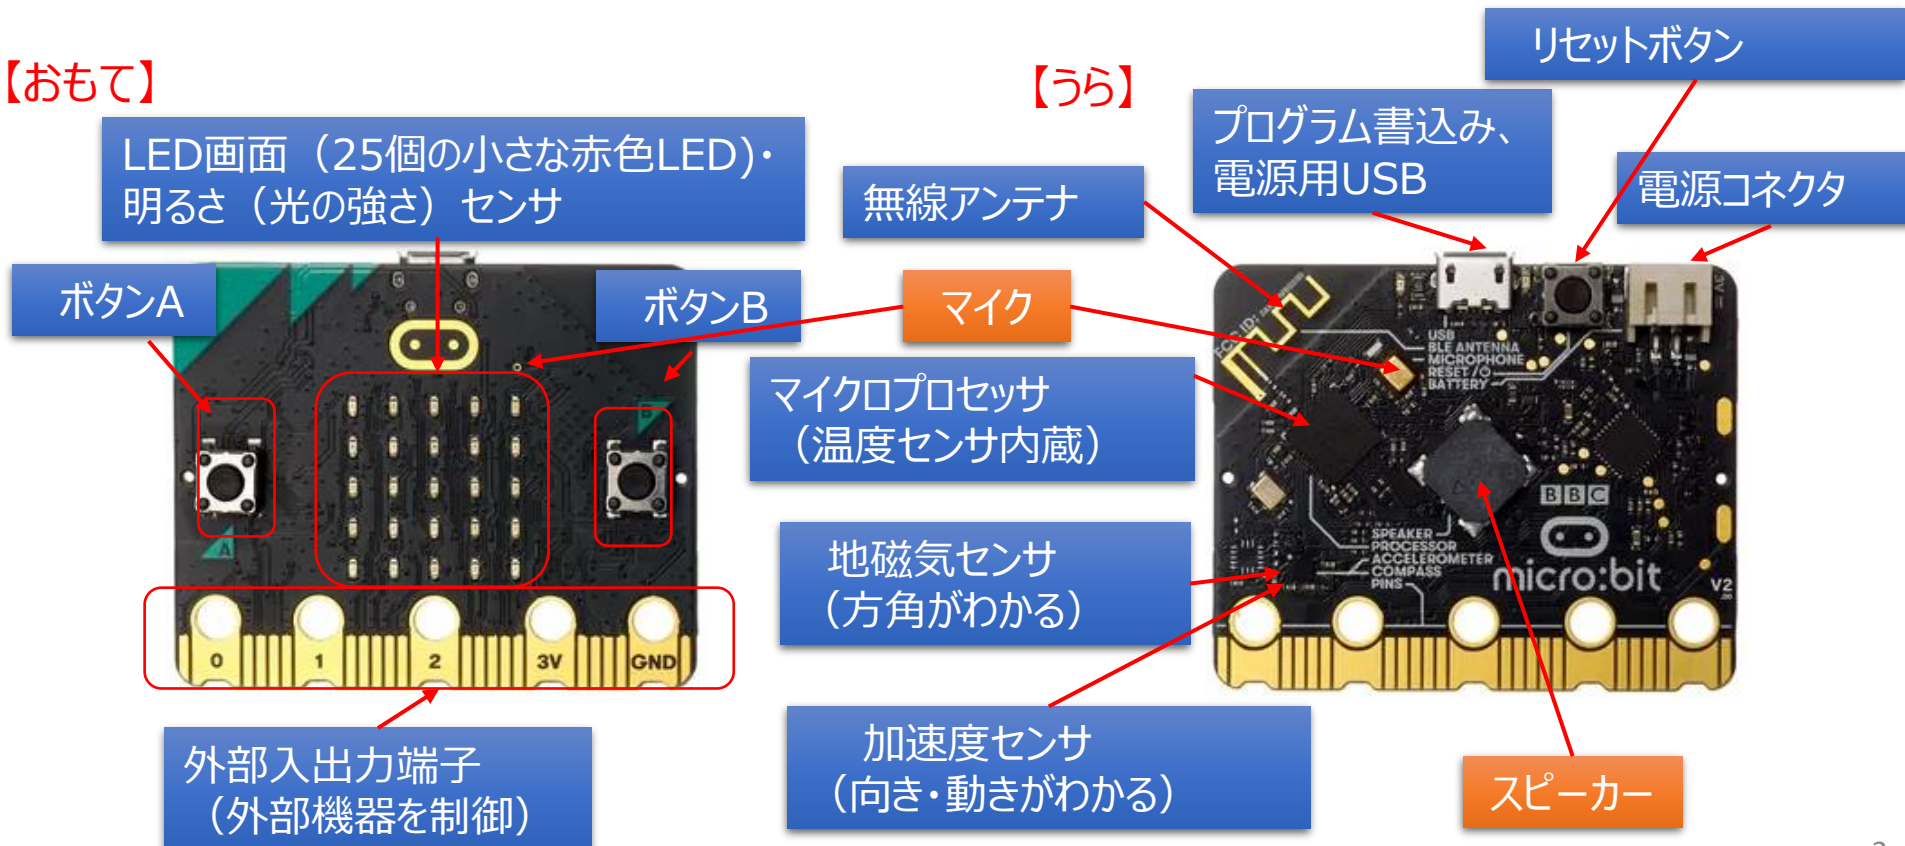 【おもて】
LED画面（25個の小さな赤色LED)・
明るさ（光の強さ）センサ
ボタンA
ボタンB
マイク
A
B
0
1
2
3V
GND
外部入出力端子
（外部機器を制御）
【うら】
リセットボタン
プログラム書込み、
電源用USB
電源コネクタ
無線アンテナ
マイクロプロセッサ
（温度センサ内蔵）
地磁気センサ
（方角がわかる）
加速度センサ
（向き・動きがわかる）
スピーカー
FCC ID:
USB
BLE ANTENNA
MICROPHONE
RESET/
BATTERY
SPEAKER
PROCESSOR
ACCELEROMETER
COMPASS
PINS
BBC
micro:bit
V2